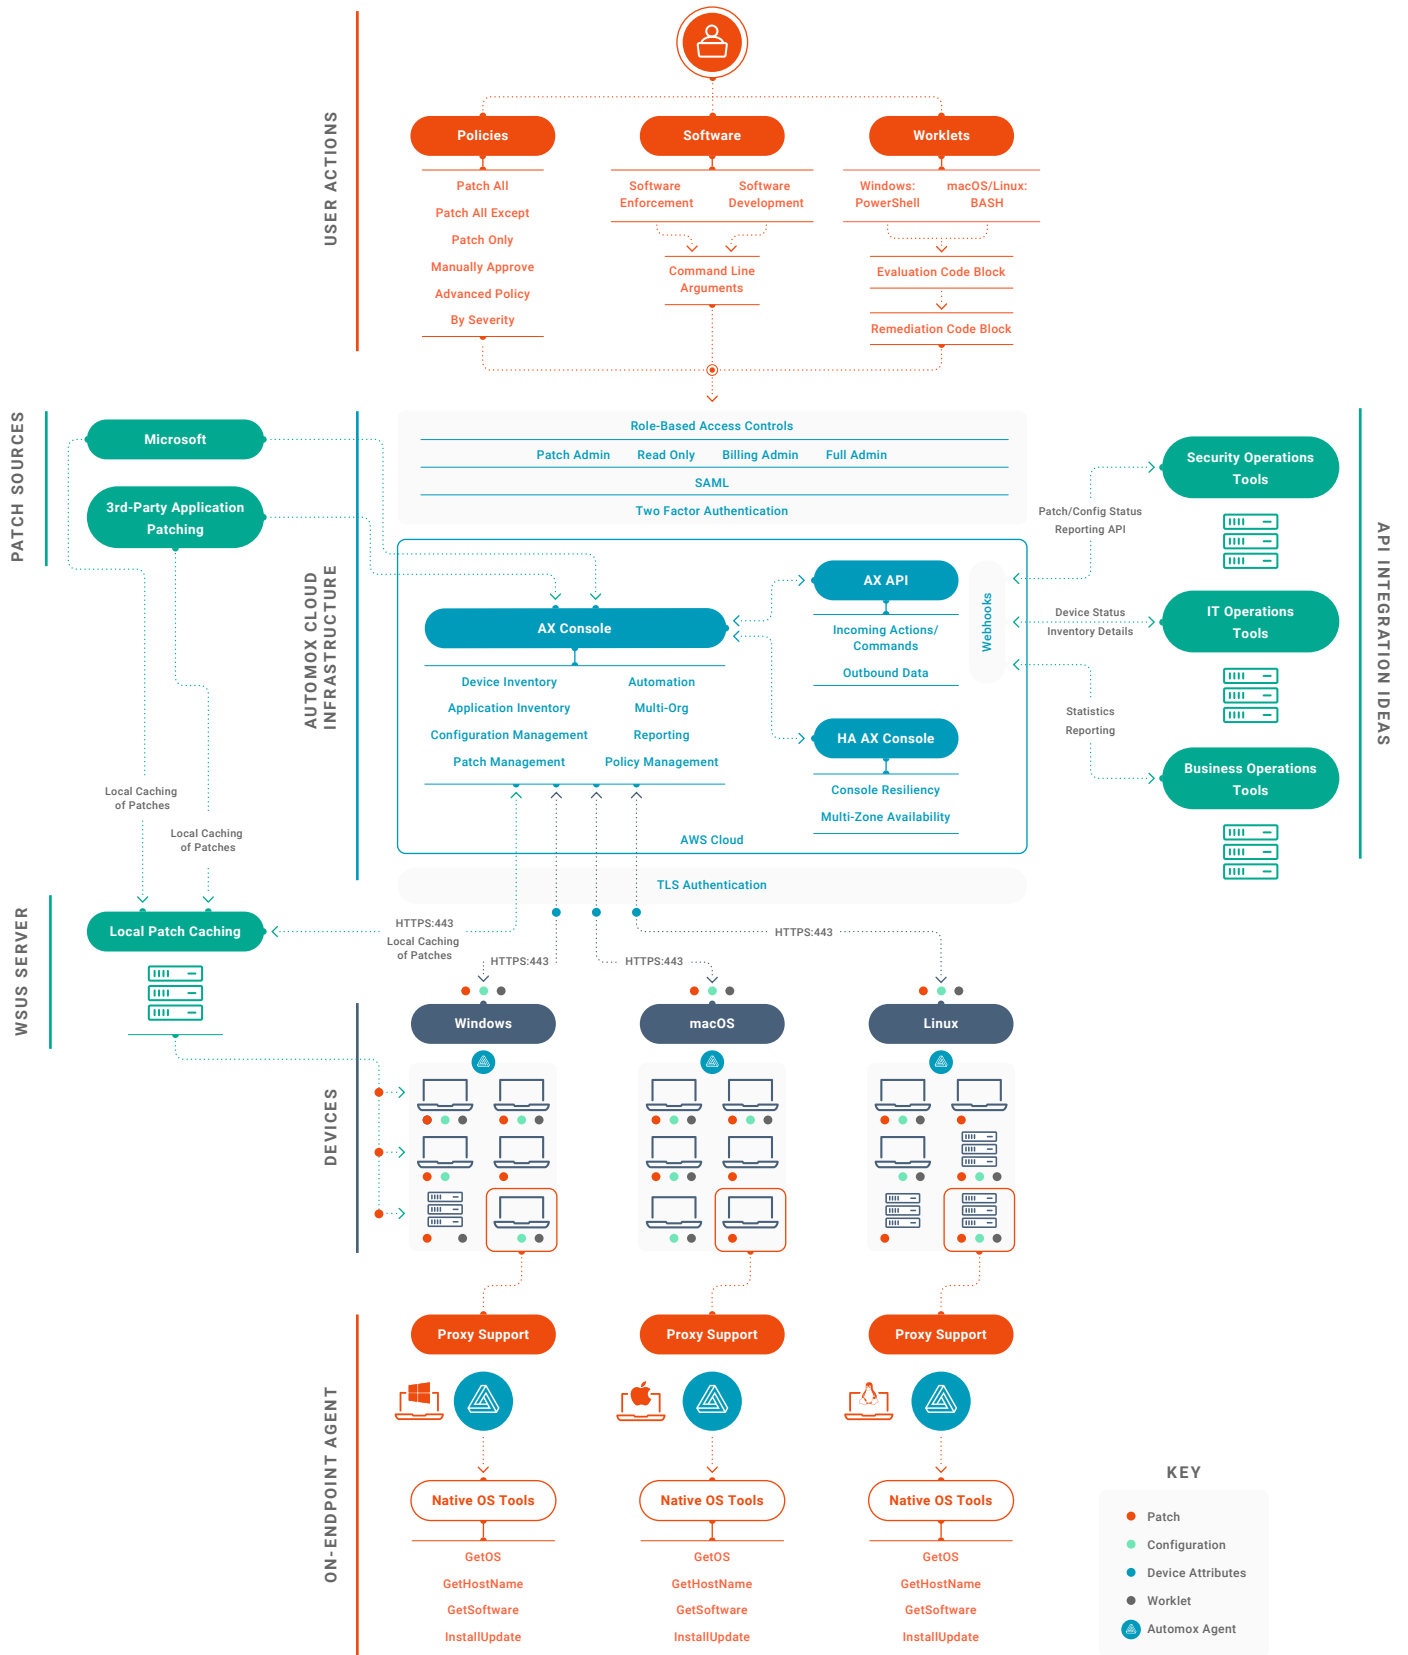 USER ACTIONS
Policies
Patch All
Patch All Except
Patch Only
Manually Approve
Advanced Policy
By Severity
Software
Software
Enforcement
Software
Development
Command Line
Arguments
Worklets
Windows:
PowerShell
macOS/Linux:
BASH
Evaluation Code Block
Remediation Code Block
PATCH SOURCES
Microsoft
3rd-Party Application
Patching
Local Caching
of Patches
Local Caching
of Patches
AUTOMOX CLOUD
INFRASTRUCTURE
Role-Based Access Controls
Patch Admin Read Only Billing Admin Full Admin
SAML
Two Factor Authentication
AX Console
Device Inventory
Application Inventory
Configuration Management
Patch Management
Automation
Multi-Org
Reporting
Policy Management
AX API
Incoming Actions/
Commands
Outbound Data
HA AX Console
Console Resiliency
Multi-Zone Availability
Webhooks
AWS Cloud
TLS Authentication
API INTEGRATION IDEAS
Patch/Config Status
Reporting API
Security Operations
Tools
Device Status
Inventory Details
IT Operations
Tools
Statistics
Reporting
Business Operations
Tools
WSUS SERVER
Local Patch Caching
HTTPS:443
Local Caching
of Patches
HTTPS:443
HTTPS:443
HTTPS:443
DEVICES
Windows
macOS
Linux
ON-ENDPOINT AGENT
Proxy Support
Native OS Tools
GetOS
GetHostName
GetSoftware
InstallUpdate
Proxy Support
Native OS Tools
GetOS
GetHostName
GetSoftware
InstallUpdate
Proxy Support
Native OS Tools
GetOS
GetHostName
GetSoftware
InstallUpdate
KEY
Patch
Configuration
Device Attributes
Worklet
Automox Agent